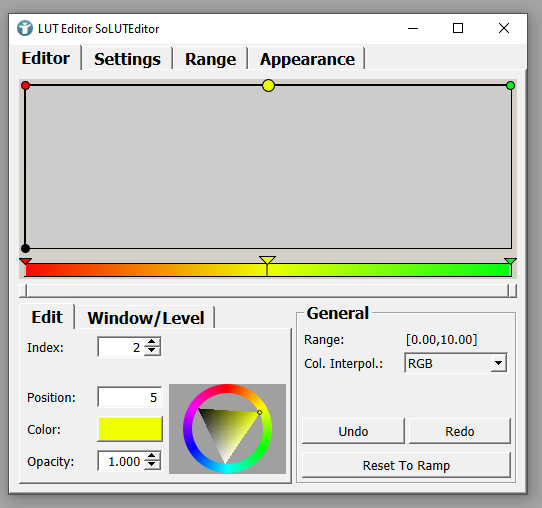 LUT Editor SoLUTEditor
Editor Settings Range Appearance
Edit Window/Level
Index: 2
Position: 5
Color:
Opacity: 1.000
General
Range: [0.00,10.00]
Col. Interpol.: RGB
Undo Redo
Reset To Ramp